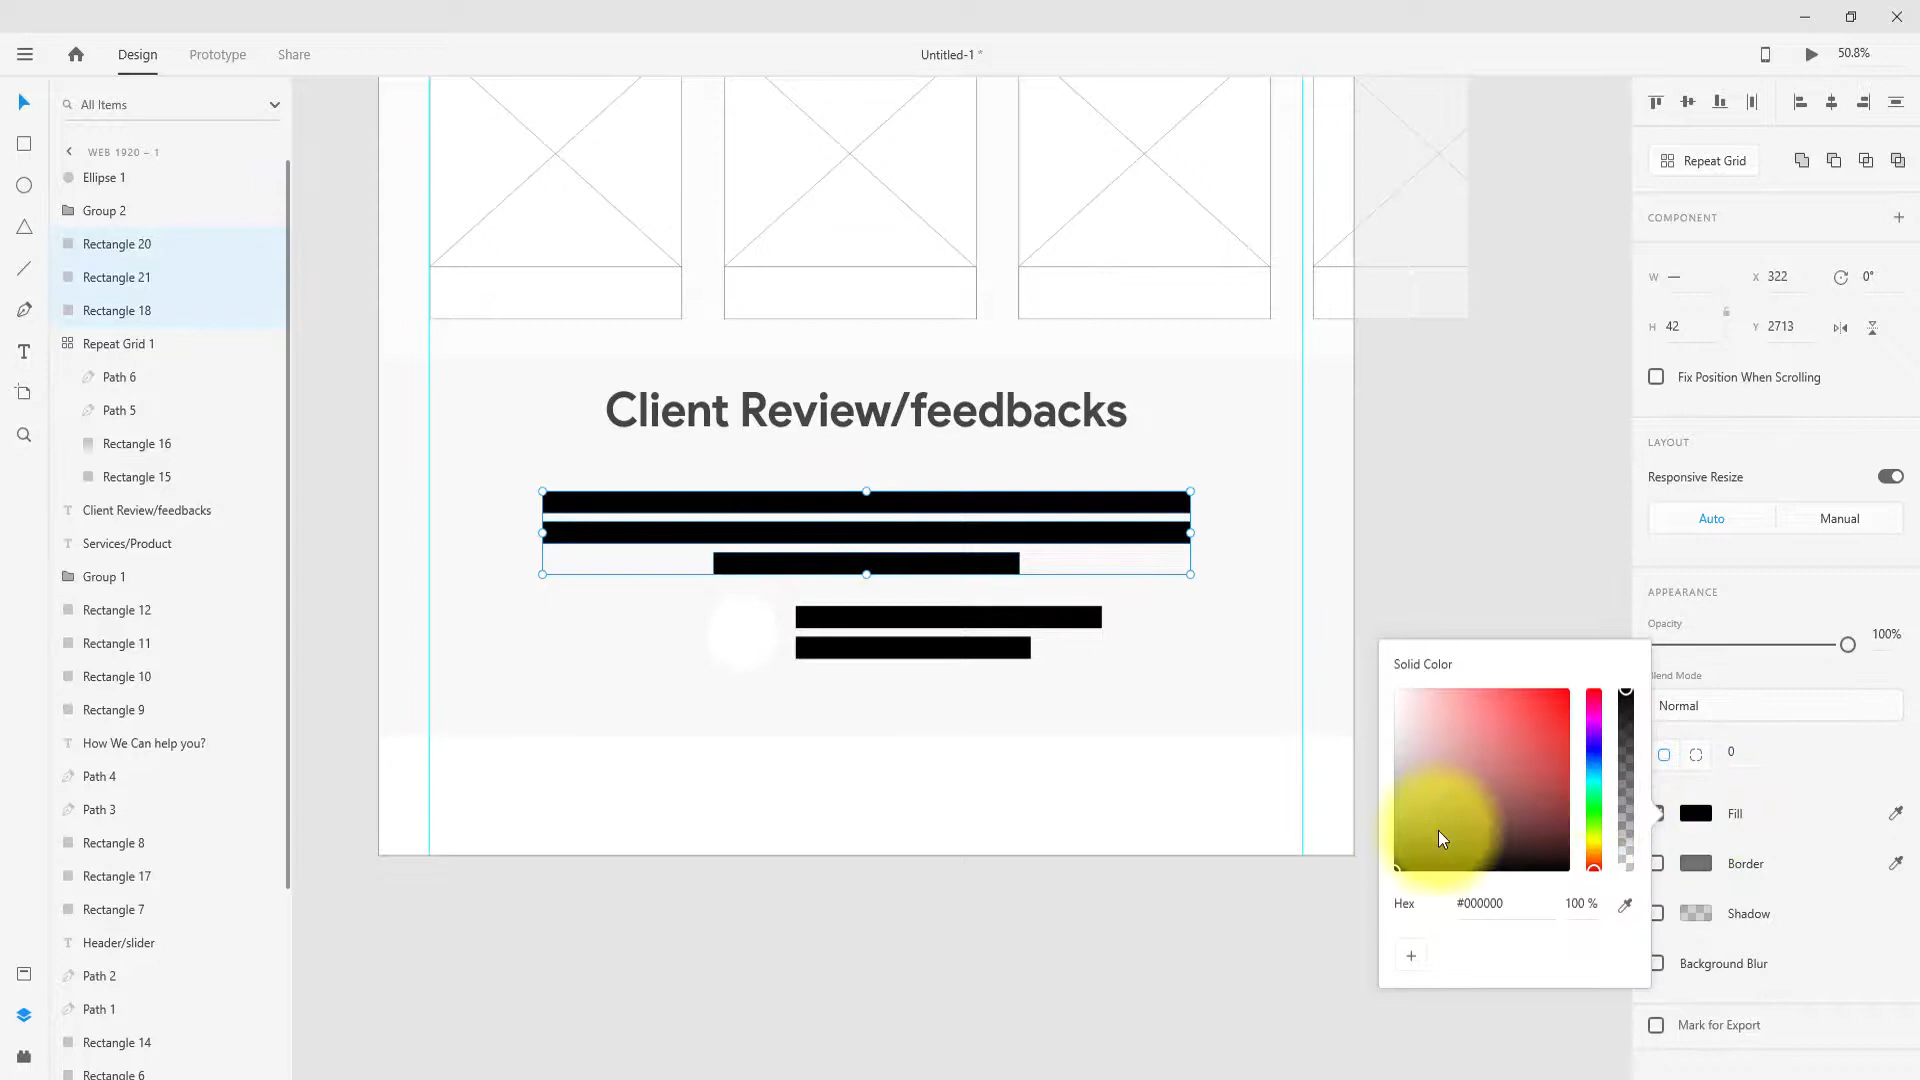 Design
Prototype
Share
Untitled-1 *
50.8%
All Items
WEB 1920 – 1
Ellipse 1
Group 2
Rectangle 20
Rectangle 21
Rectangle 18
Repeat Grid 1
Path 6
Path 5
Rectangle 16
Rectangle 15
Client Review/feedbacks
Services/Product
Group 1
Rectangle 12
Rectangle 11
Rectangle 10
Rectangle 9
How We Can help you?
Path 4
Path 3
Rectangle 8
Rectangle 17
Rectangle 7
Header/slider
Path 2
Path 1
Rectangle 14
Rectangle 6
Client Review/feedbacks
Solid Color
Hex #000000 100 %
Repeat Grid
COMPONENT
W — X 322 0°
H 42 Y 2713
Fix Position When Scrolling
LAYOUT
Responsive Resize
Auto
Manual
APPEARANCE
Opacity
100%
Blend Mode
Normal
0
Fill
Border
Shadow
Background Blur
Mark for Export